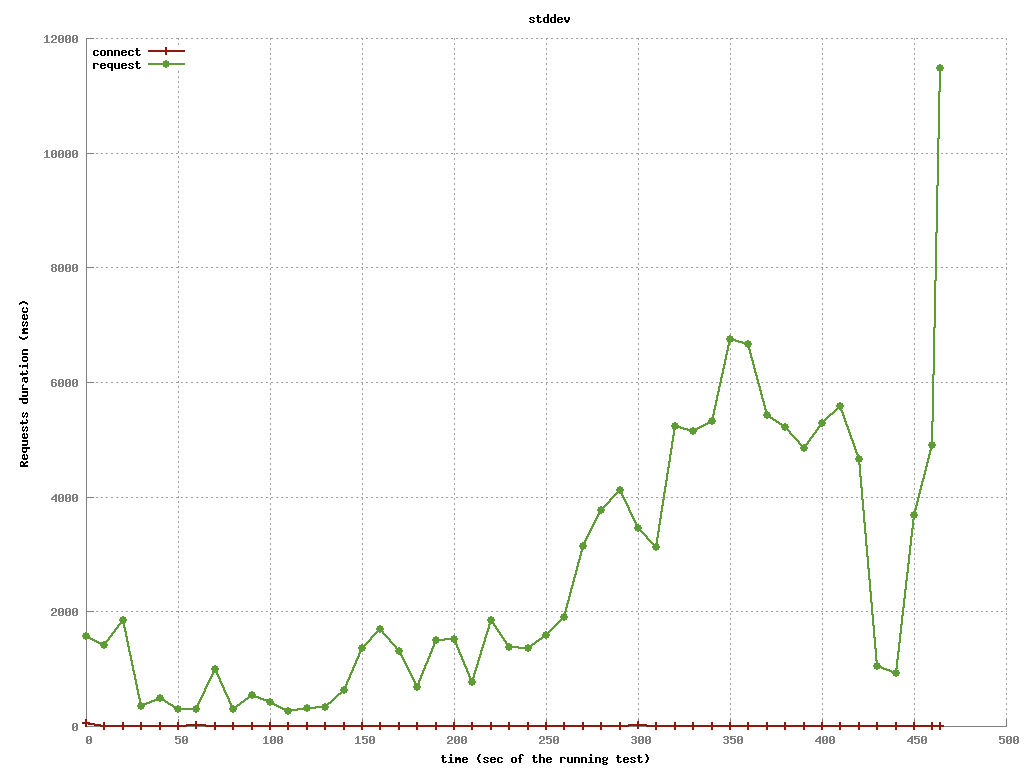 stddev
12000
connect
request
10000
8000
Requests duration (msec)
6000
4000
2000
0
0 50 100 150 200 250 300 350 400 450 500
time (sec of the running test)